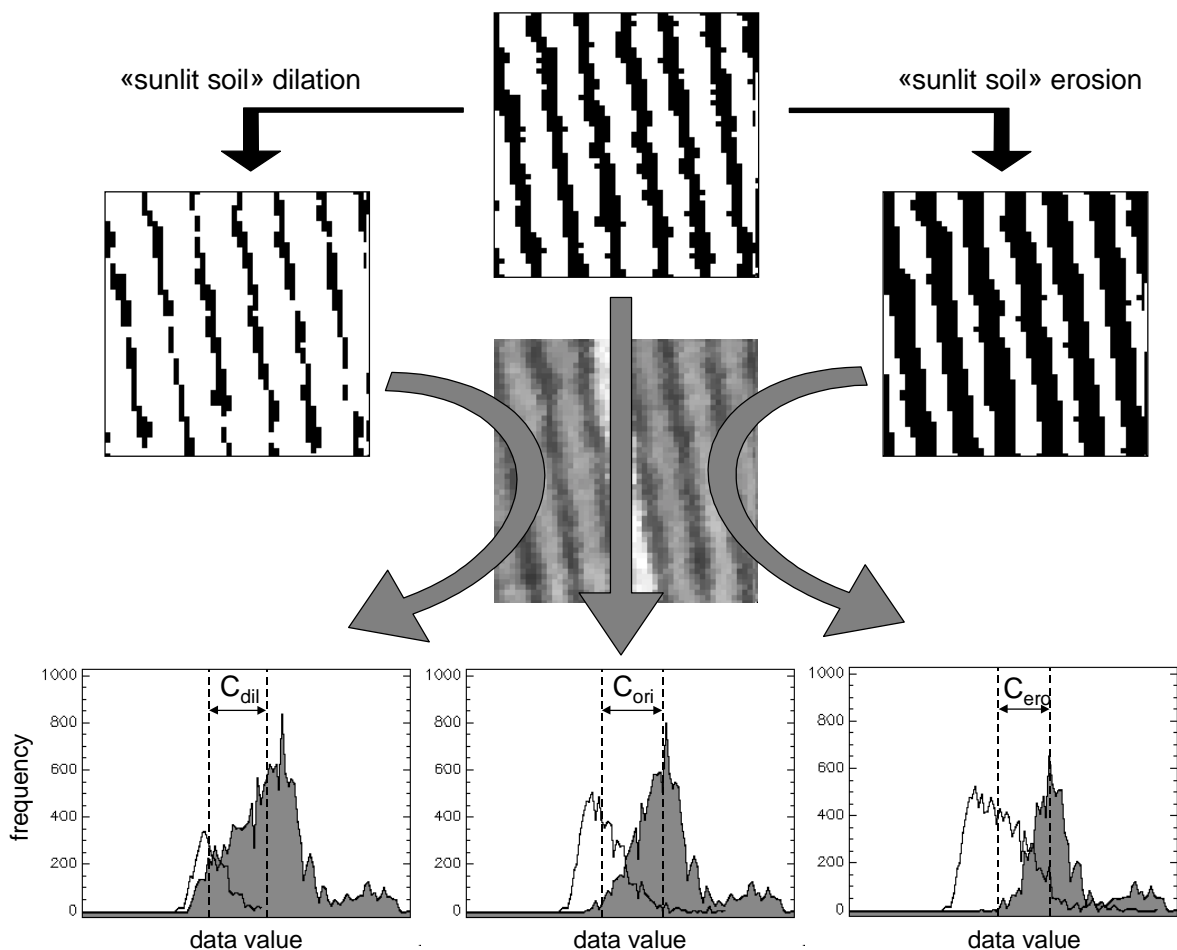 «sunlit soil» dilation
«sunlit soil» erosion
1000
800
600
400
200
0
C_dil
frequency
data value
1000
800
600
400
200
0
C_ori
data value
1000
800
600
400
200
0
C_ero
data value